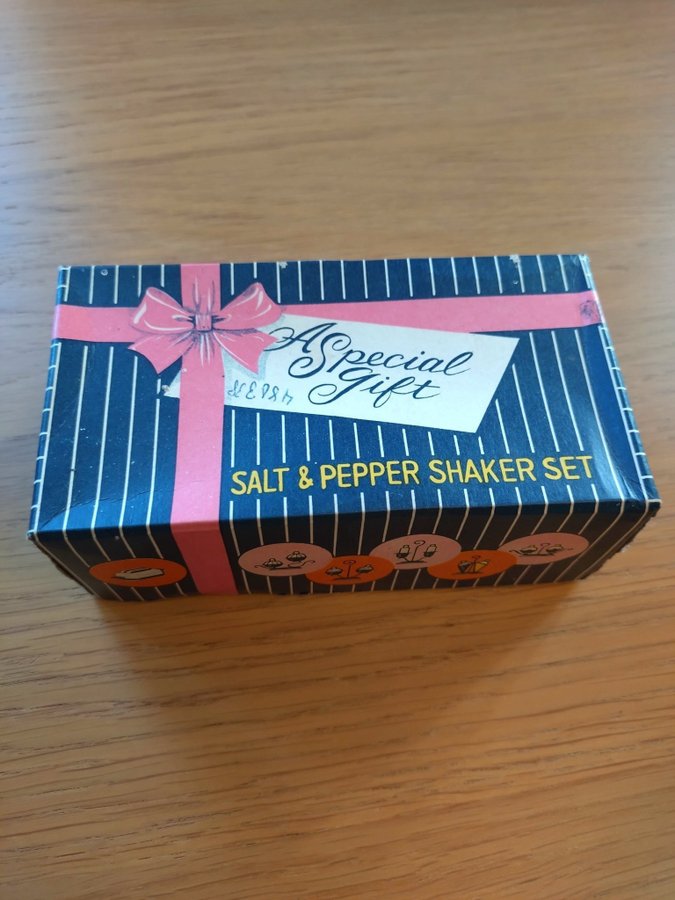 A Special
Gift
SALT & PEPPER SHAKER SET